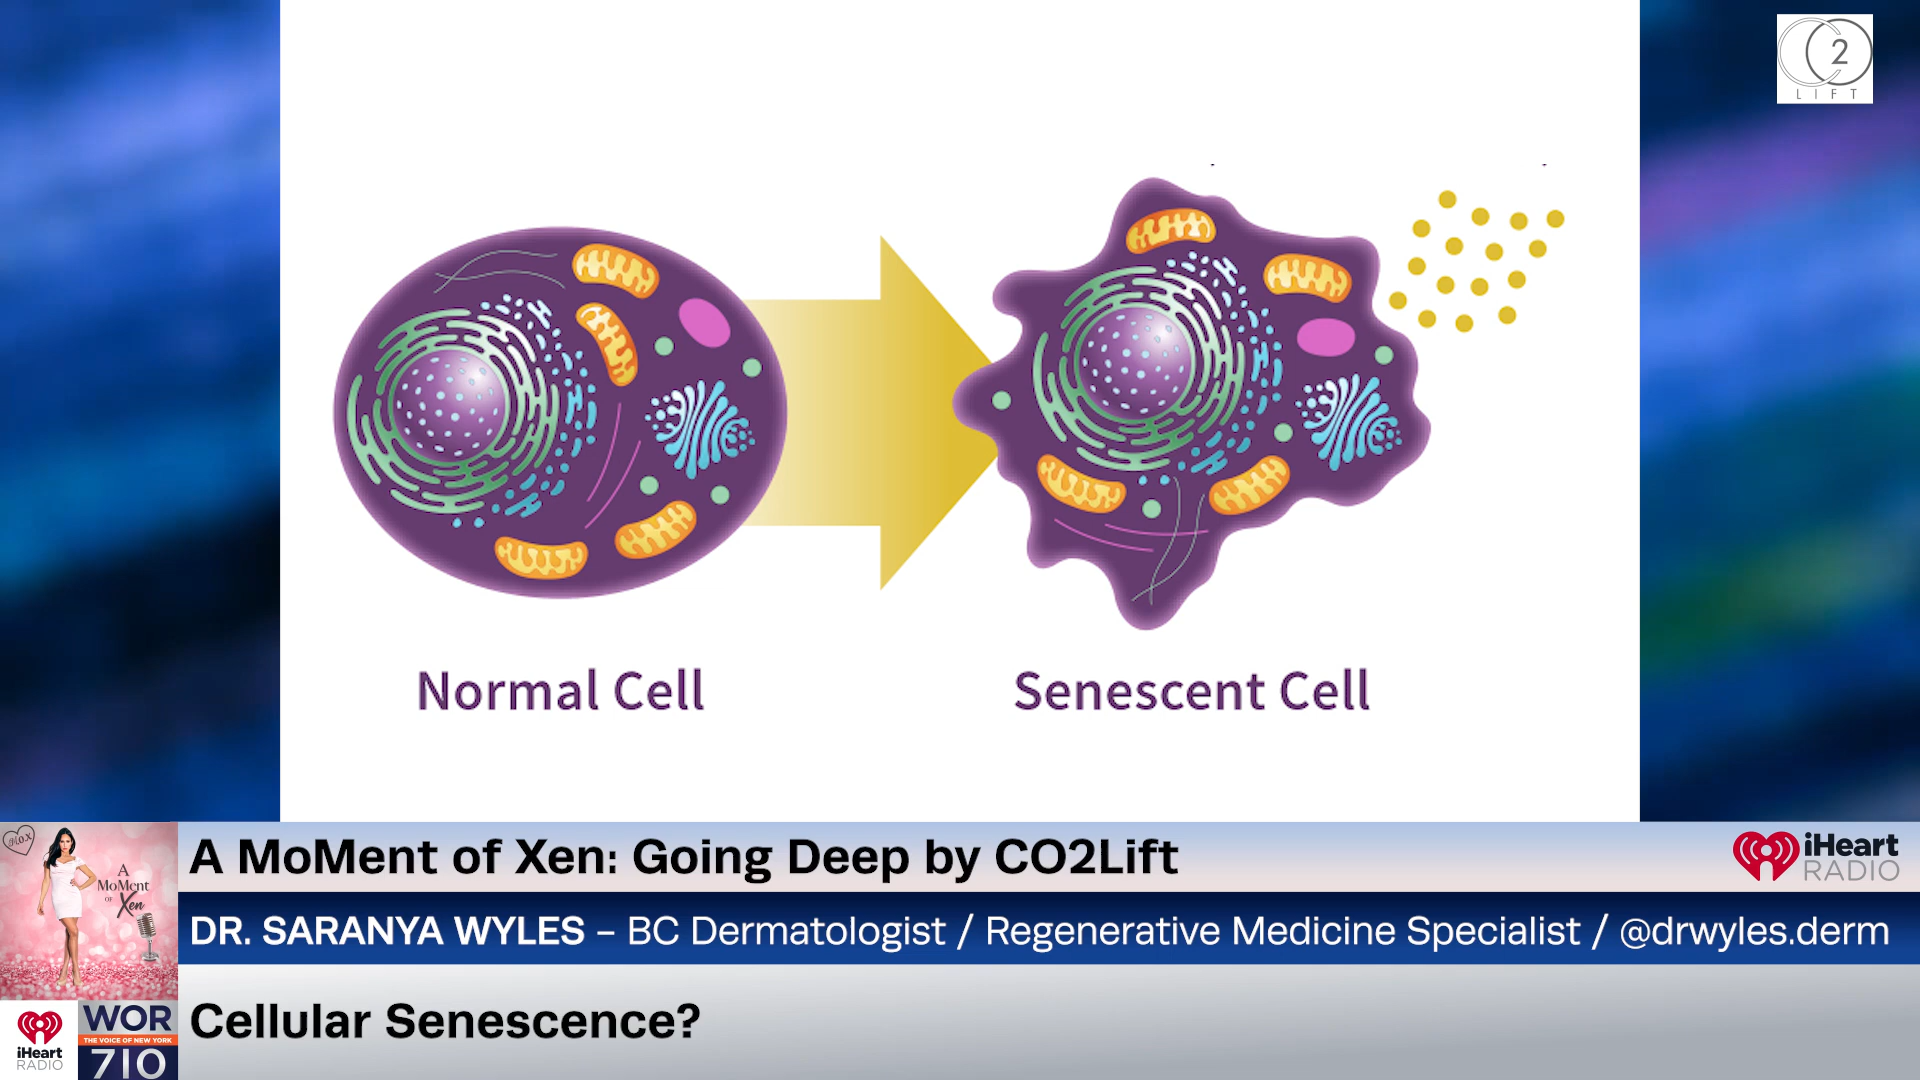 CO2
LIFT
Normal Cell
Senescent Cell
A MoMent of Xen: Going Deep by CO2Lift
iHeart
RADIO
DR. SARANYA WYLES – BC Dermatologist / Regenerative Medicine Specialist / @drwyles.derm
A
MoMent
OF Xen
Cellular Senescence?
iHeart
RADIO
WOR
THE VOICE OF NEW YORK
710